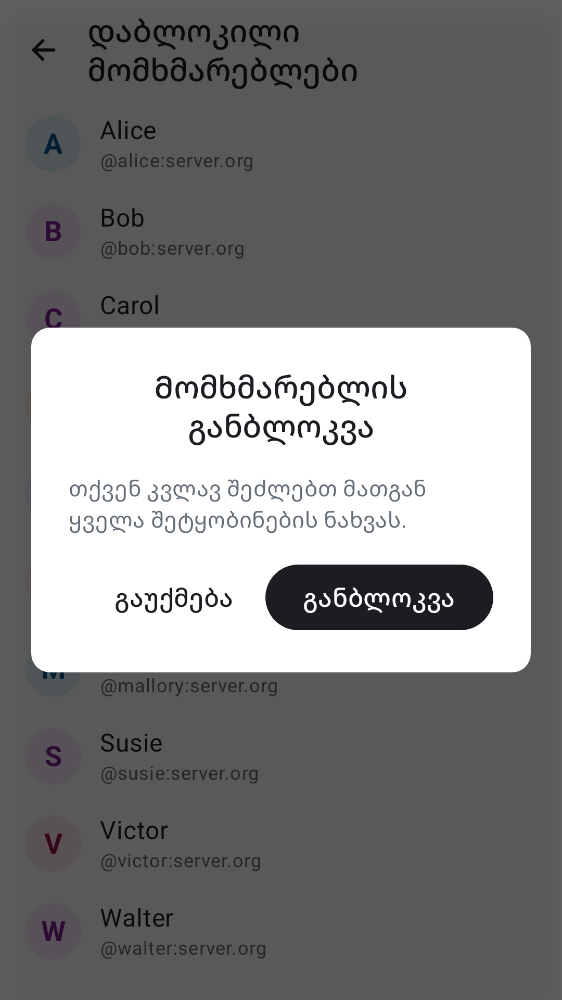 დაბლოკილი
მომხმარებლები
A
Alice
@alice:server.org
B
Bob
@bob:server.org
C
Carol
მომხმარებლის
განბლოკვა
თქვენ კვლავ შეძლებთ მათგან
ყველა შეტყობინების ნახვას.
გაუქმება
განბლოკვა
M
@mallory:server.org
S
Susie
@susie:server.org
V
Victor
@victor:server.org
W
Walter
@walter:server.org